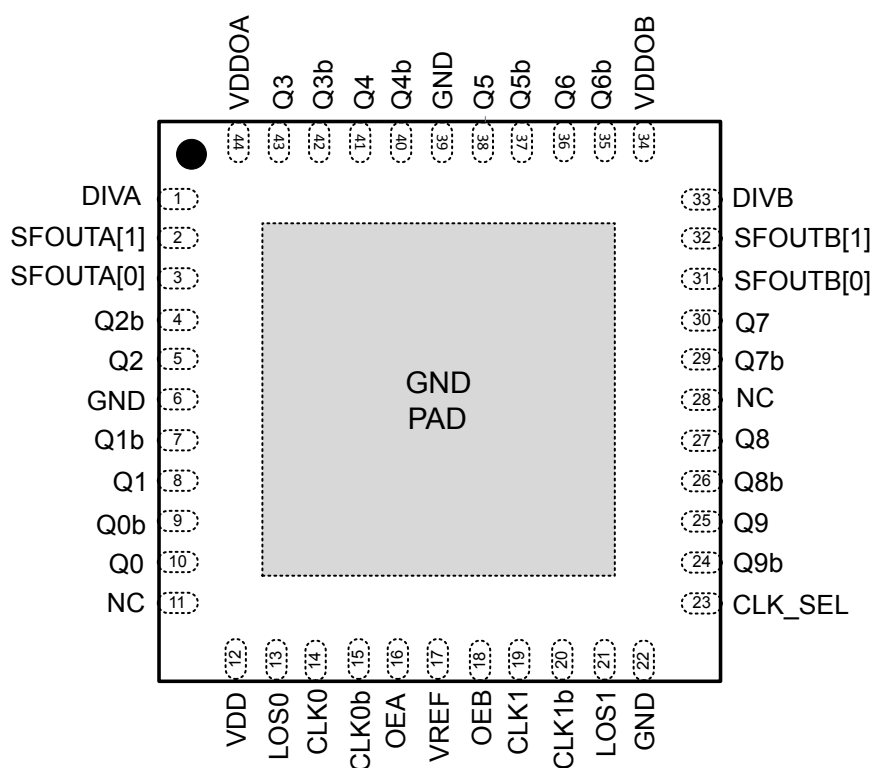 VDDOA
Q3
Q3b
Q4
Q4b
GND
Q5
Q5b
Q6
Q6b
VDDOB
44
43
42
41
40
39
38
37
36
35
34
DIVA 1
SFOUTA[1] 2
SFOUTA[0] 3
Q2b 4
Q2 5
GND 6
Q1b 7
Q1 8
Q0b 9
Q0 10
NC 11
GND
PAD
33 DIVB
32 SFOUTB[1]
31 SFOUTB[0]
30 Q7
29 Q7b
28 NC
27 Q8
26 Q8b
25 Q9
24 Q9b
23 CLK_SEL
12
13
14
15
16
17
18
19
20
21
22
VDD
LOS0
CLK0
CLK0b
OEA
VREF
OEB
CLK1
CLK1b
LOS1
GND